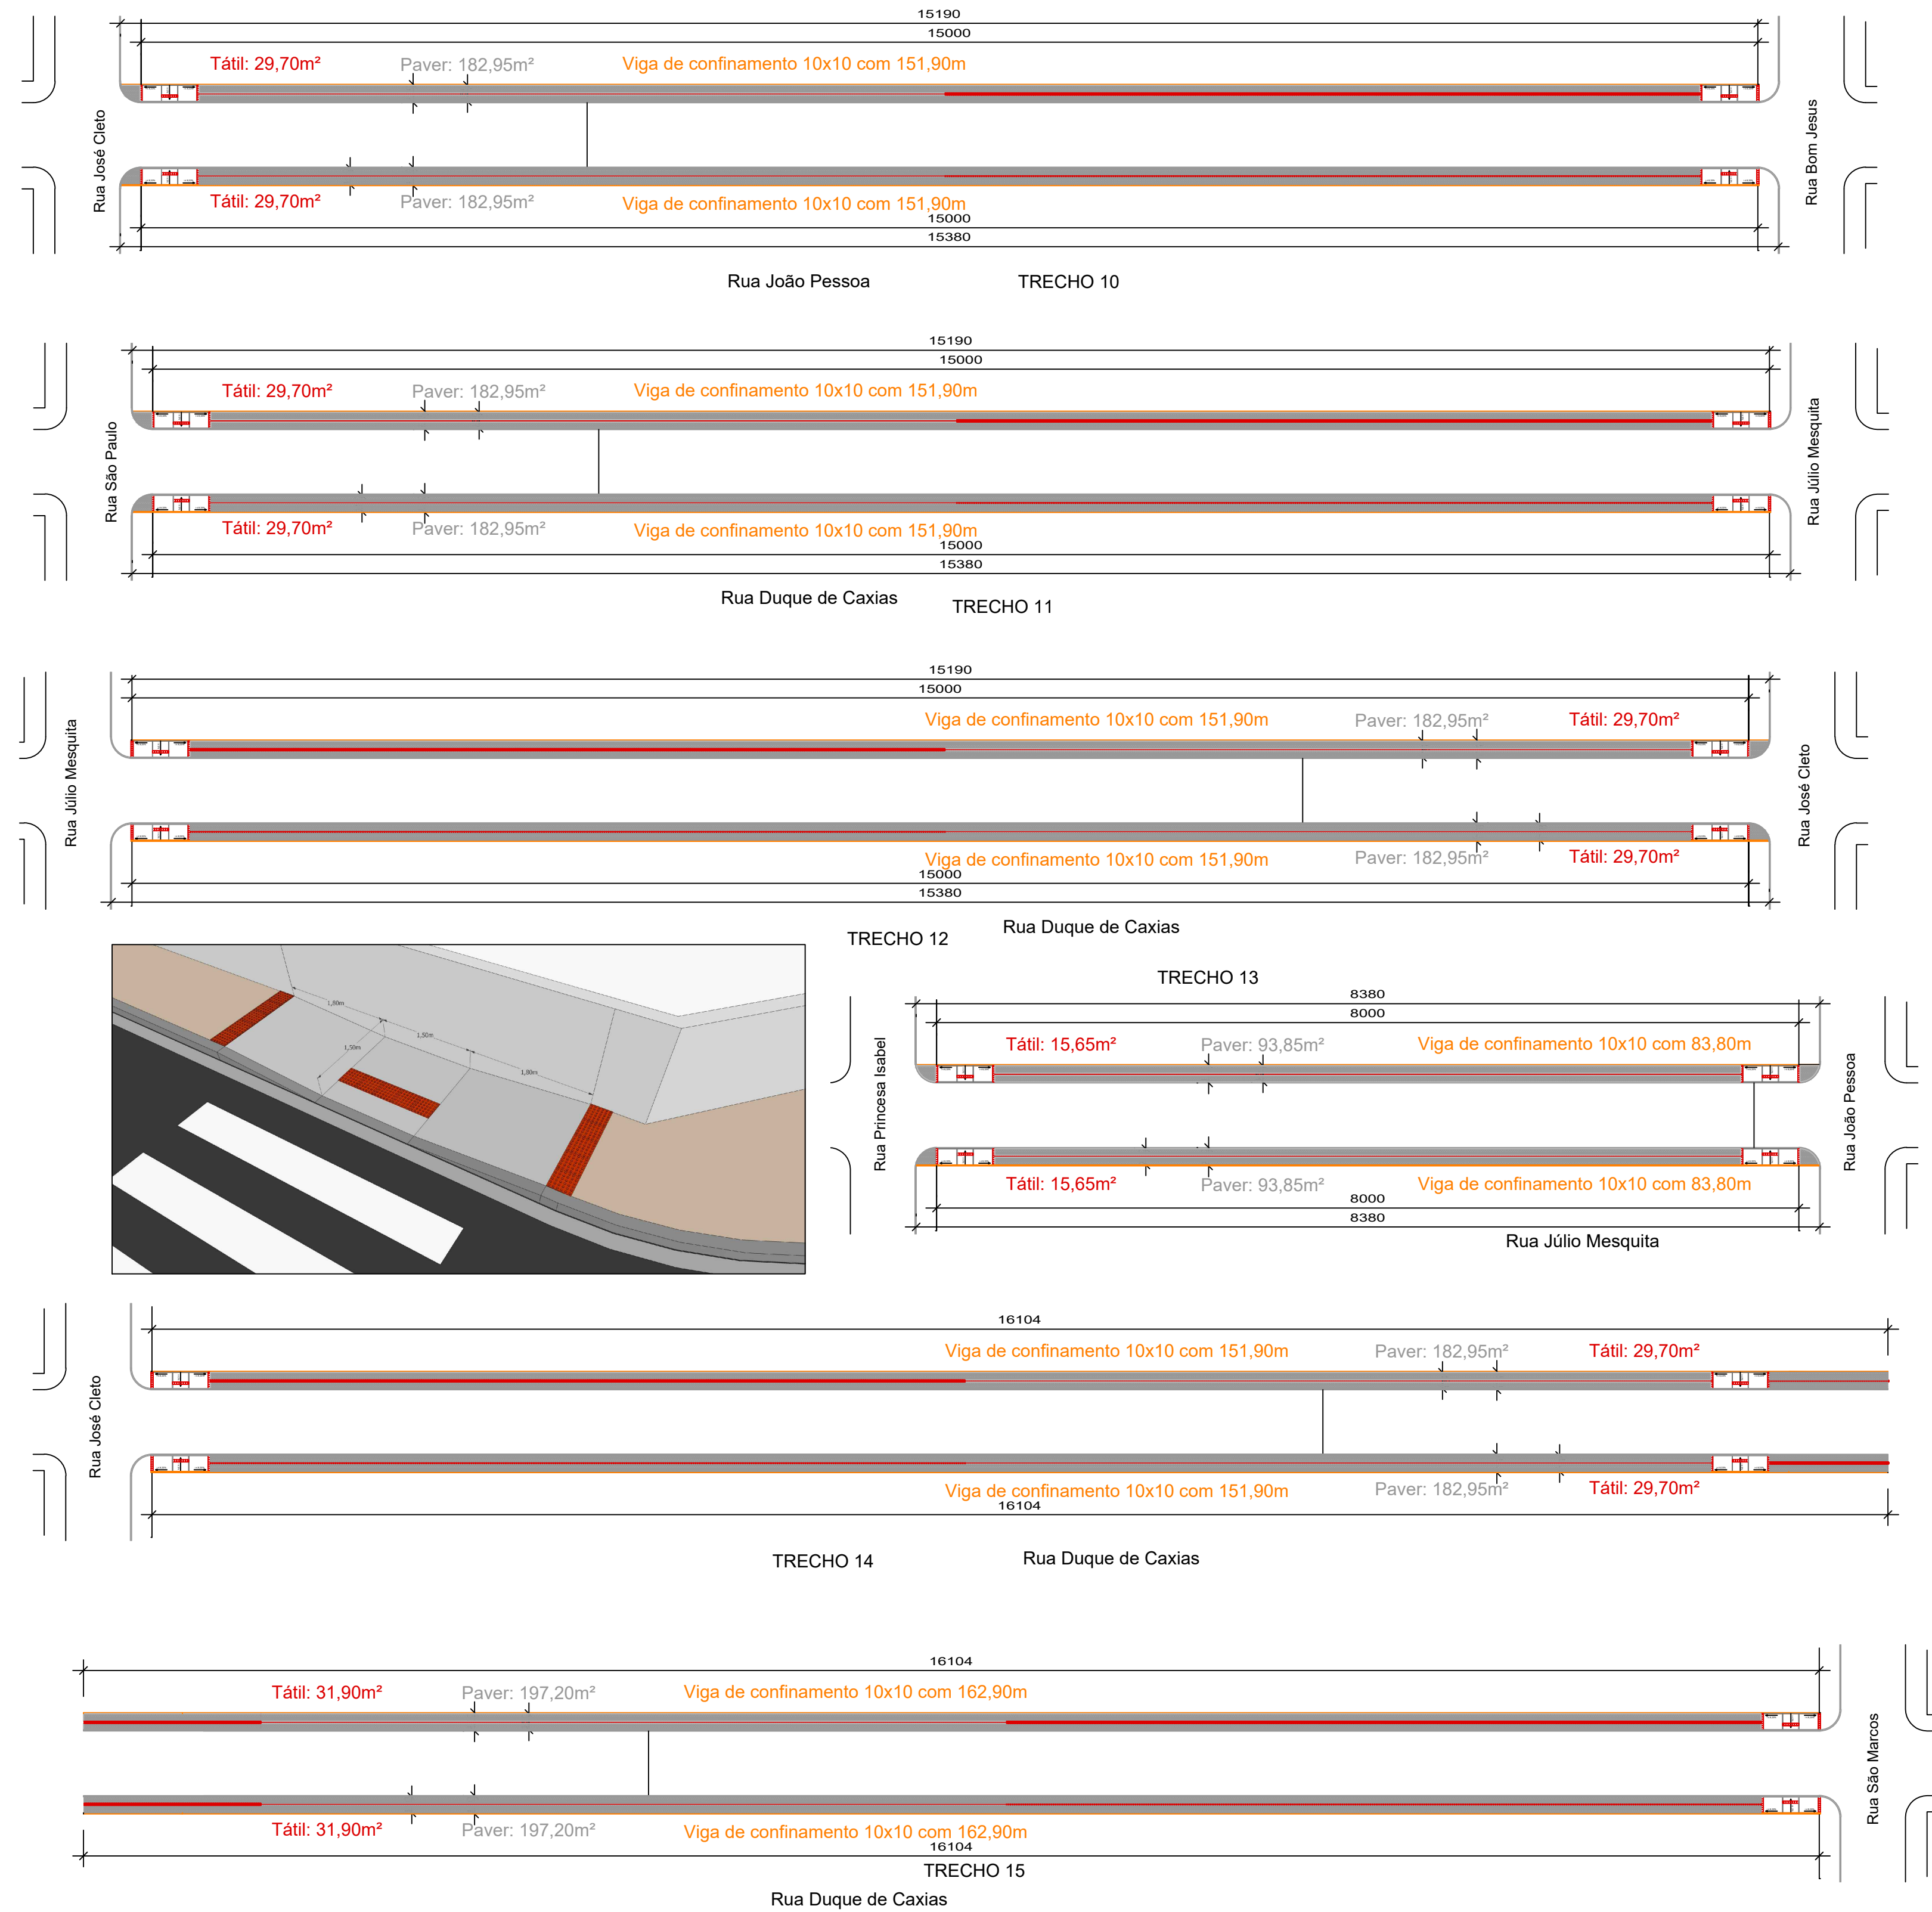 15190
15000
Tátil: 29,70m²
Paver: 182,95m²
Viga de confinamento 10x10 com 151,90m
Rua José Cleto
Rua Bom Jesus
Tátil: 29,70m²
Paver: 182,95m²
Viga de confinamento 10x10 com 151,90m
15000
15380
Rua João Pessoa
TRECHO 10
15190
15000
Tátil: 29,70m²
Paver: 182,95m²
Viga de confinamento 10x10 com 151,90m
Rua São Paulo
Rua Júlio Mesquita
Tátil: 29,70m²
Paver: 182,95m²
Viga de confinamento 10x10 com 151,90m
15000
15380
Rua Duque de Caxias
TRECHO 11
15190
15000
Viga de confinamento 10x10 com 151,90m
Paver: 182,95m²
Tátil: 29,70m²
Rua Júlio Mesquita
Rua José Cleto
Viga de confinamento 10x10 com 151,90m
Paver: 182,95m²
Tátil: 29,70m²
15000
15380
Rua Duque de Caxias
TRECHO 12
1,80m
1,50m
1,50m
1,80m
TRECHO 13
8380
8000
Tátil: 15,65m²
Paver: 93,85m²
Viga de confinamento 10x10 com 83,80m
Rua Princesa Isabel
Rua João Pessoa
Tátil: 15,65m²
Paver: 93,85m²
Viga de confinamento 10x10 com 83,80m
8000
8380
Rua Júlio Mesquita
16104
Viga de confinamento 10x10 com 151,90m
Paver: 182,95m²
Tátil: 29,70m²
Rua José Cleto
Viga de confinamento 10x10 com 151,90m
Paver: 182,95m²
Tátil: 29,70m²
16104
TRECHO 14
Rua Duque de Caxias
16104
Tátil: 31,90m²
Paver: 197,20m²
Viga de confinamento 10x10 com 162,90m
Rua São Marcos
Tátil: 31,90m²
Paver: 197,20m²
Viga de confinamento 10x10 com 162,90m
16104
TRECHO 15
Rua Duque de Caxias